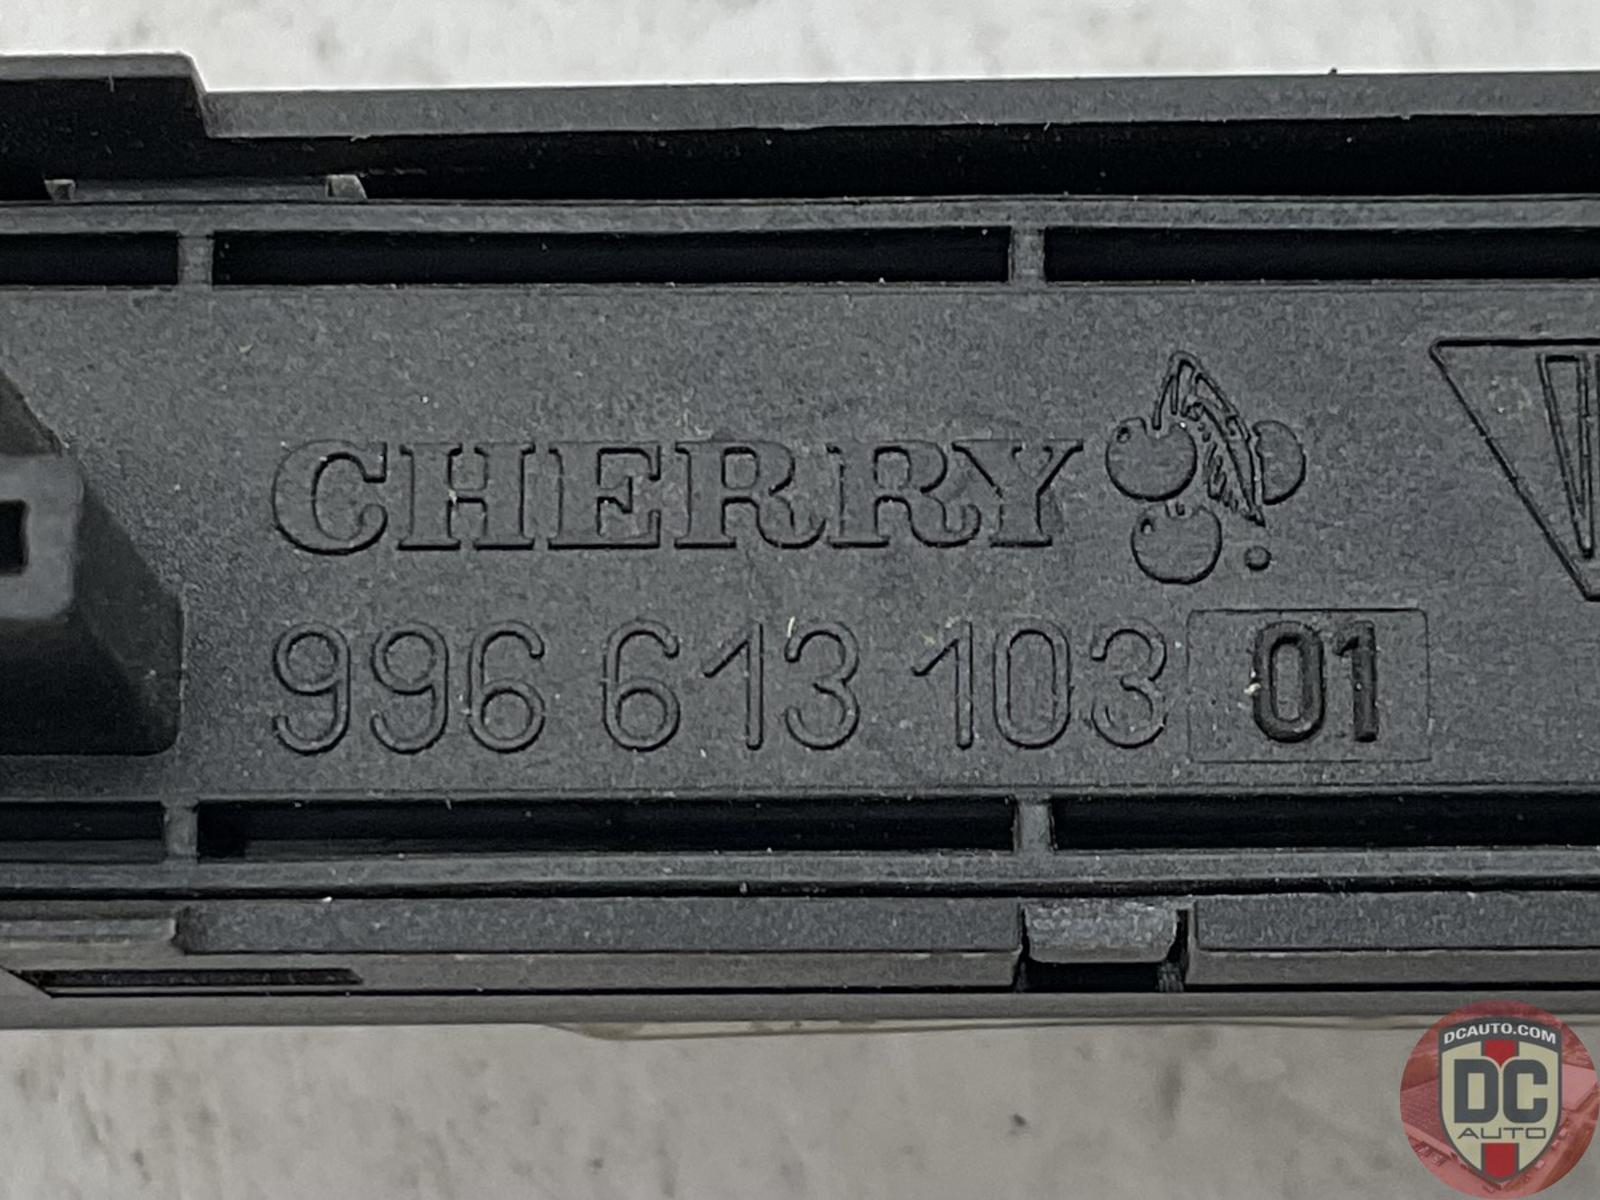 CHERRY
996 613 103 01
DCAUTO.COM
DC
AUTO